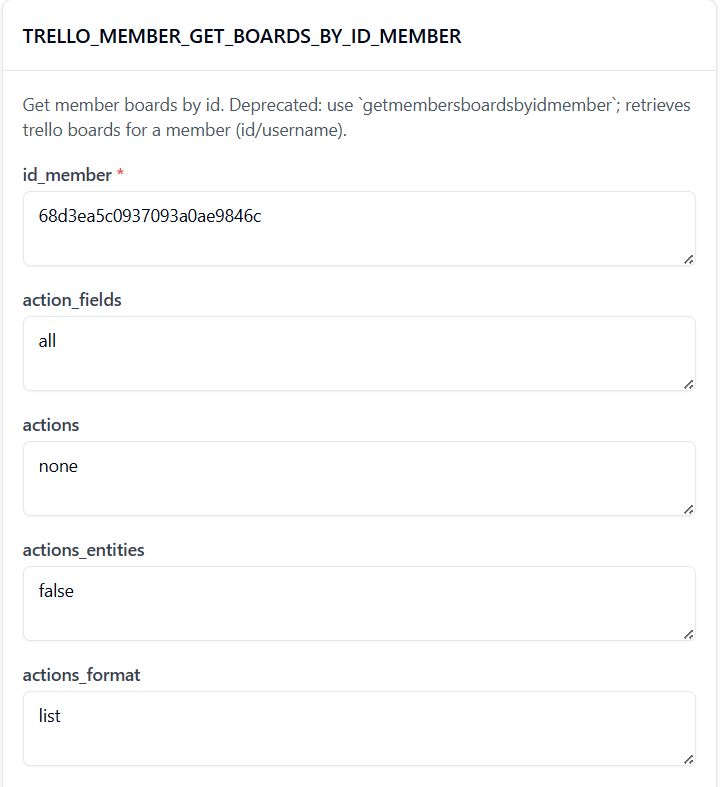 TRELLO_MEMBER_GET_BOARDS_BY_ID_MEMBER
Get member boards by id. Deprecated: use `getmembersboardsbyidmember`; retrieves
trello boards for a member (id/username).
id_member *
68d3ea5c0937093a0ae9846c
action_fields
all
actions
none
actions_entities
false
actions_format
list